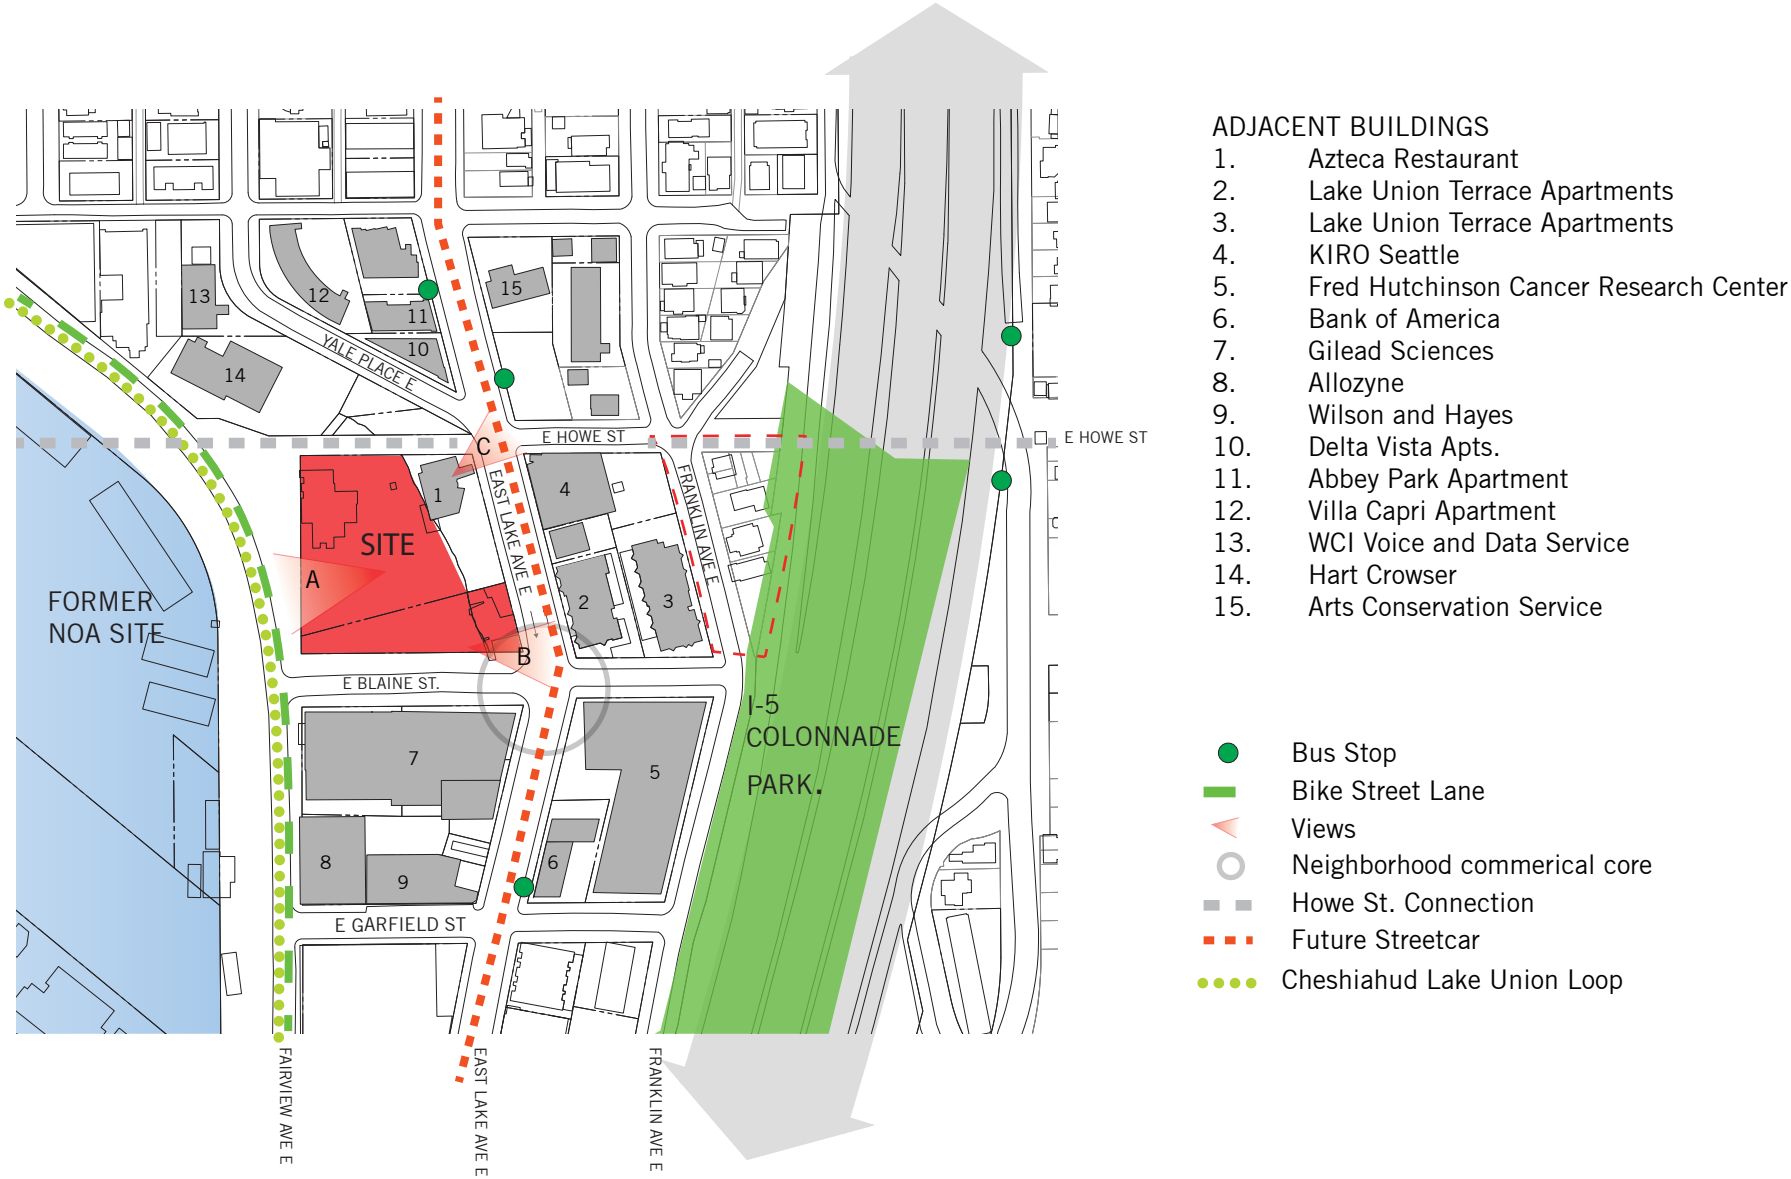 ADJACENT BUILDINGS
1. Azteca Restaurant
2. Lake Union Terrace Apartments
3. Lake Union Terrace Apartments
4. KIRO Seattle
5. Fred Hutchinson Cancer Research Center
6. Bank of America
7. Gilead Sciences
8. Allozyne
9. Wilson and Hayes
10. Delta Vista Apts.
11. Abbey Park Apartment
12. Villa Capri Apartment
13. WCI Voice and Data Service
14. Hart Crowser
15. Arts Conservation Service
Bus Stop
Bike Street Lane
Views
Neighborhood commerical core
Howe St. Connection
Future Streetcar
Cheshiahud Lake Union Loop
13
12
11
10
15
14
YALE PLACE E
E HOWE ST
E HOWE ST
C
1
4
EAST LAKE AVE E
FRANKLIN AVE E
SITE
A
2
3
B
FORMER
NOA SITE
E BLAINE ST.
I-5
COLONNADE
PARK.
7
5
8
9
6
E GARFIELD ST
FAIRVIEW AVE E
EAST LAKE AVE E
FRANKLIN AVE E